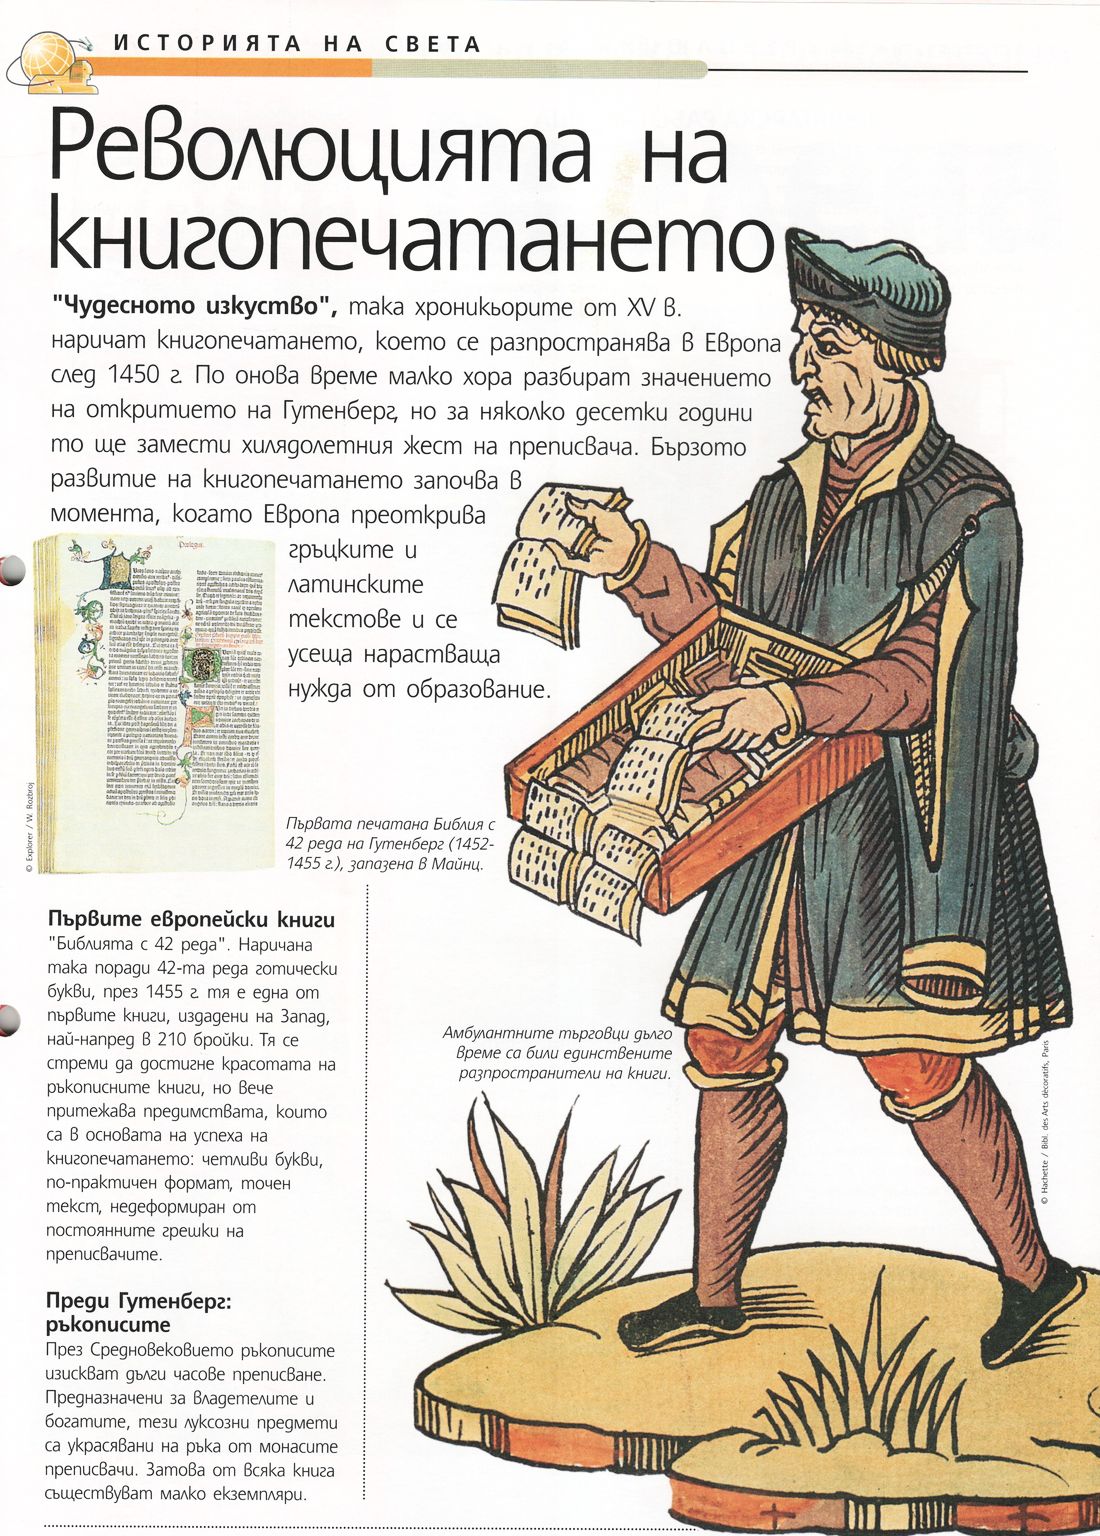 ИСТОРИЯТА НА СВЕТА
Революцията на
книгопечатането
"Чудесното изкуство", така хроникьорите от XV в.
наричат книгопечатането, което се разпространява в Европа
след 1450 г. По онова време малко хора разбират значението
на откритието на Гутенберг, но за няколко десетки години
то ще замести хилядолетния жест на преписвача. Бързото
развитие на книгопечатането започва в
момента, когато Европа преоткрива
гръцките и
латинските
текстове и се
усеща нарастваща
нужда от образование.
© Explorer / W. Rozbroj
Първата печатана Библия с
42 реда на Гутенберг (1452-
1455 г.), запазена в Майнц.
Първите европейски книги
"Библията с 42 реда". Наричана
така поради 42-та реда готически
букви, през 1455 г. тя е една от
първите книги, издадени на Запад,
най-напред в 210 бройки. Тя се
стреми да достигне красотата на
ръкописните книги, но вече
притежава предимствата, които
са в основата на успеха на
книгопечатането: четливи букви,
по-практичен формат, точен
текст, недеформиран от
постоянните грешки на
преписвачите.
Преди Гутенберг:
ръкописите
През Средновековието ръкописите
изискват дълги часове преписване.
Предназначени за владетелите и
богатите, тези луксозни предмети
са украсявани на ръка от монасите
преписвачи. Затова от всяка книга
съществуват малко екземпляри.
Амбулантните търговци дълго
време са били единствените
разпространители на книги.
© Hachette / Bibl. des Arts décoratifs, Paris